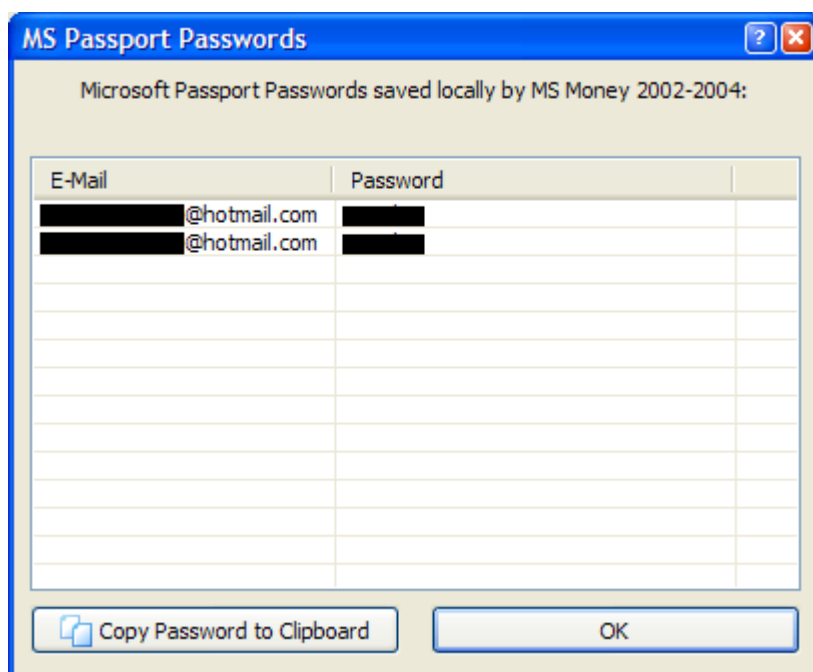 MS Passport Passwords
Microsoft Passport Passwords saved locally by MS Money 2002-2004:
E-Mail Password
@hotmail.com
@hotmail.com
Copy Password to Clipboard OK